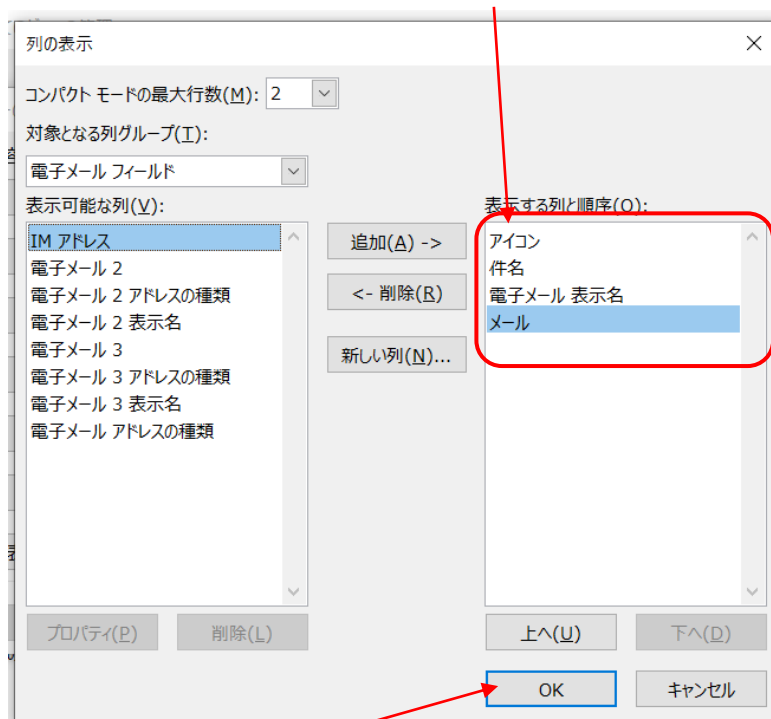 列の表示
コンパクト モードの最大行数(M): 2
対象となる列グループ(T):
電子メール フィールド
表示可能な列(V):
IM アドレス
電子メール 2
電子メール 2 アドレスの種類
電子メール 2 表示名
電子メール 3
電子メール 3 アドレスの種類
電子メール 3 表示名
電子メール アドレスの種類
追加(A) ->
<- 削除(R)
新しい列(N)...
表示する列と順序(O):
アイコン
件名
電子メール 表示名
メール
プロパティ(P)
削除(L)
上へ(U)
下へ(D)
OK
キャンセル